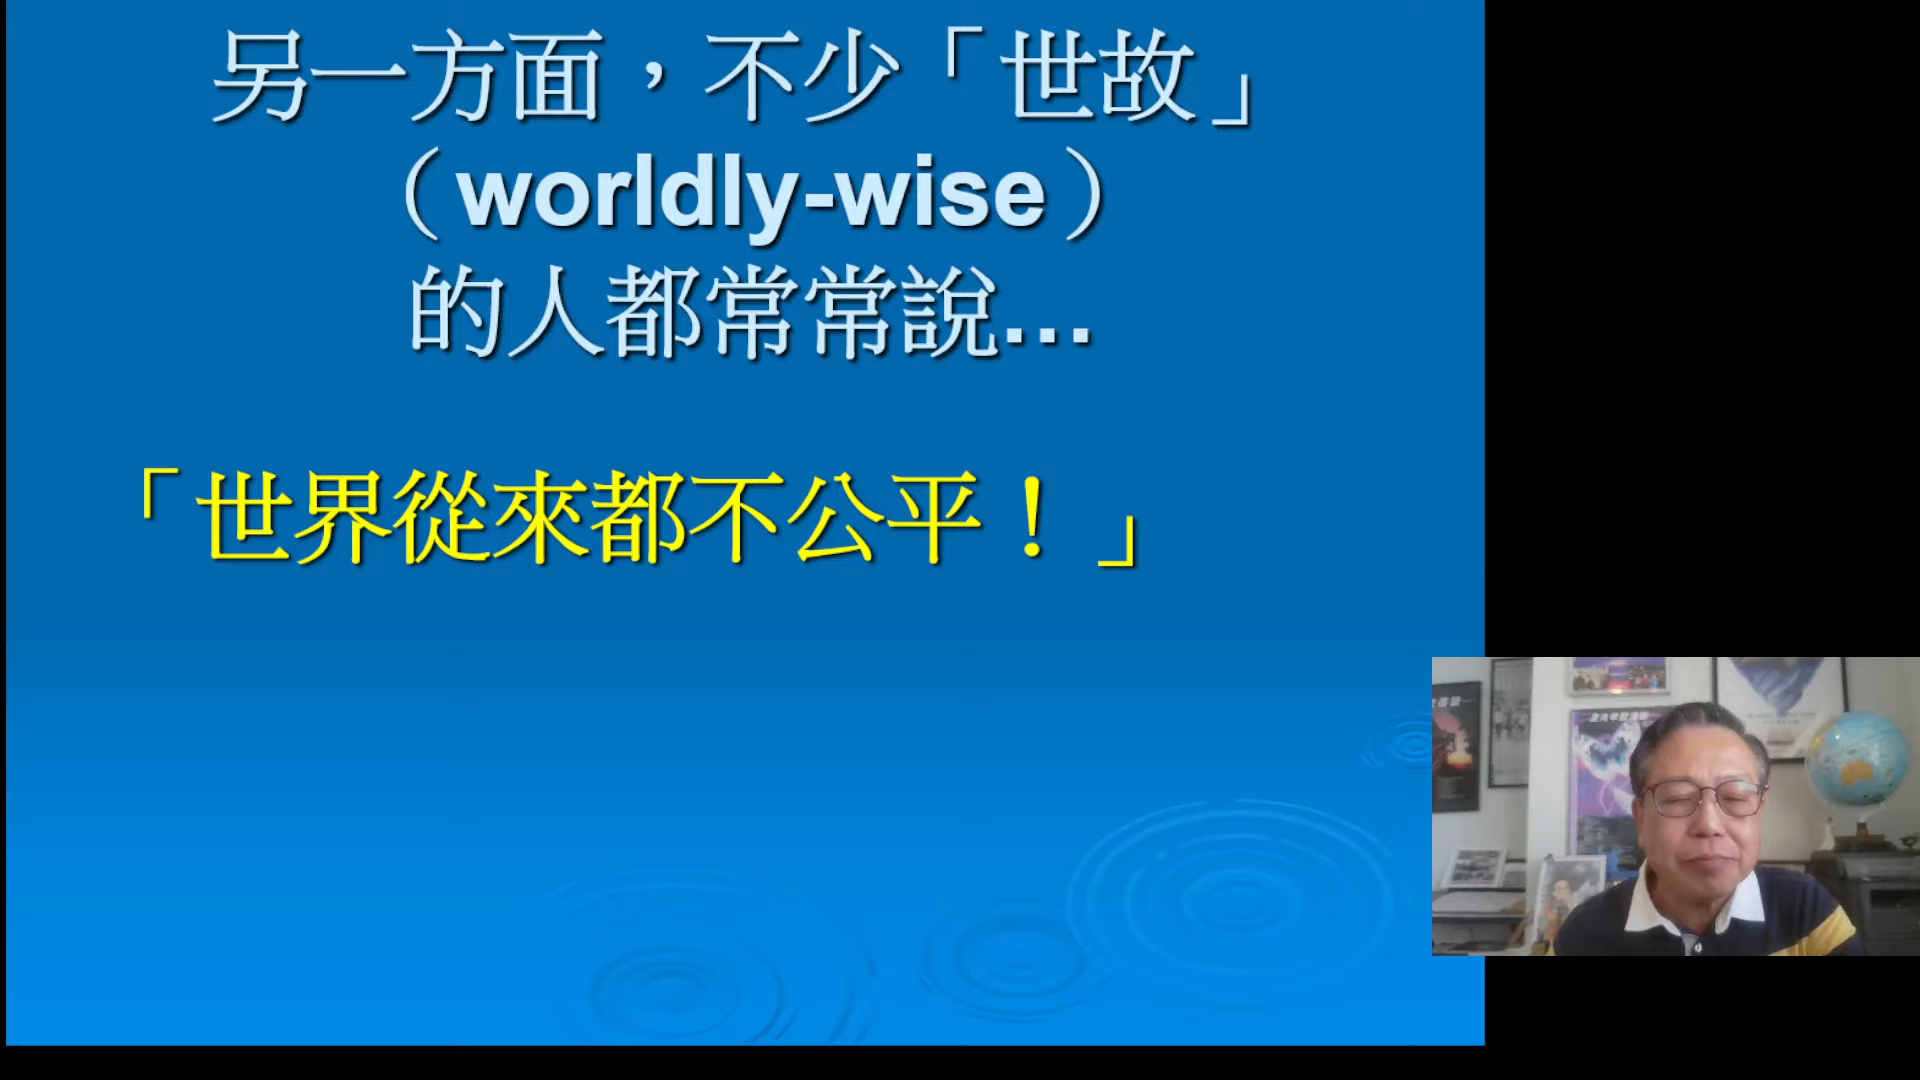 另一方面，不少「世故」
（worldly-wise）
的人都常常說…
「世界從來都不公平！」